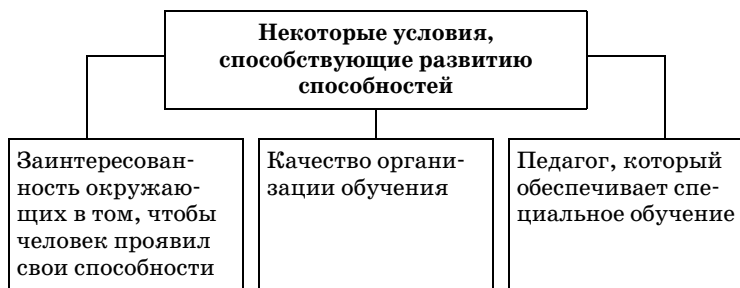 Некоторые условия,
способствующие развитию
способностей
Заинтересован-
ность окружаю-
щих в том, чтобы
человек проявил
свои способности
Качество органи-
зации обучения
Педагог, который
обеспечивает спе-
циальное обучение